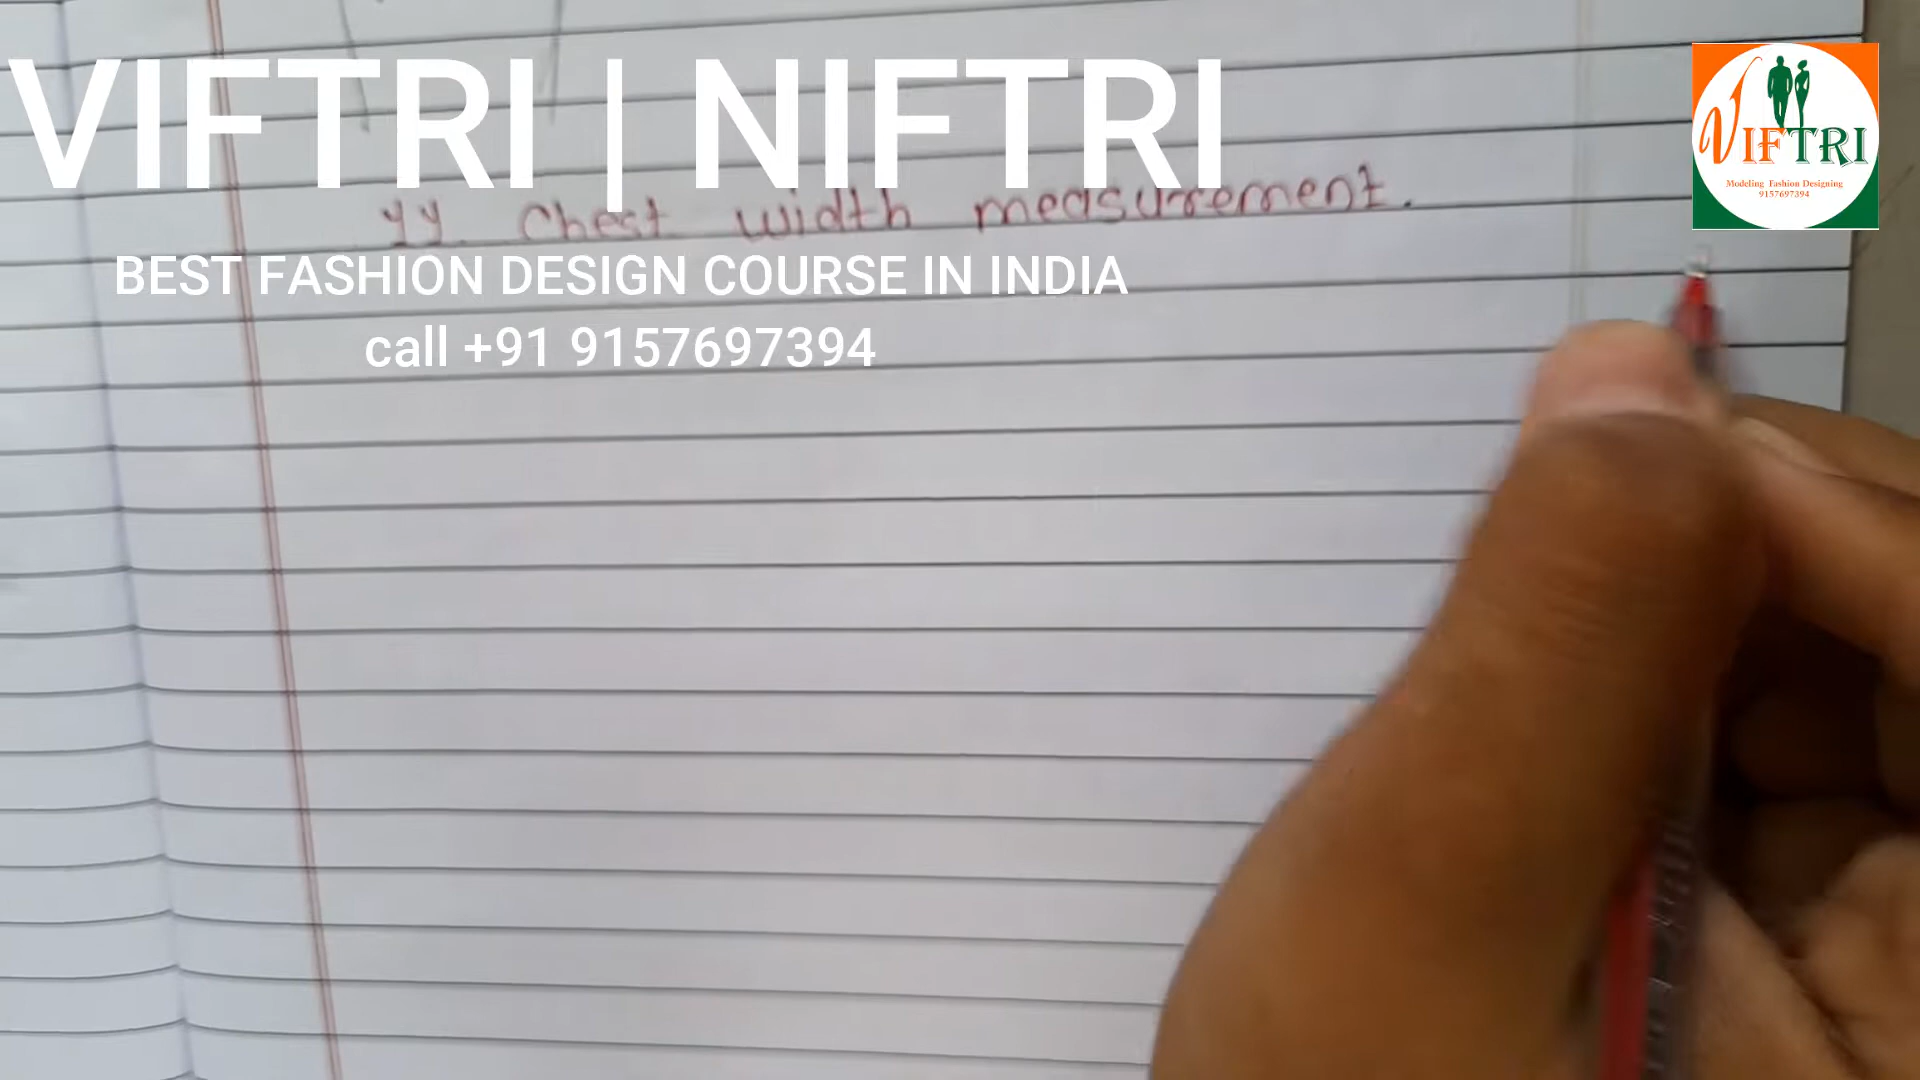 VIFTRI | NIFTRI
yy. Chest width measurement.
BEST FASHION DESIGN COURSE IN INDIA
call +91 9157697394
VIFTRI
Modeling Fashion Designing
9157697394